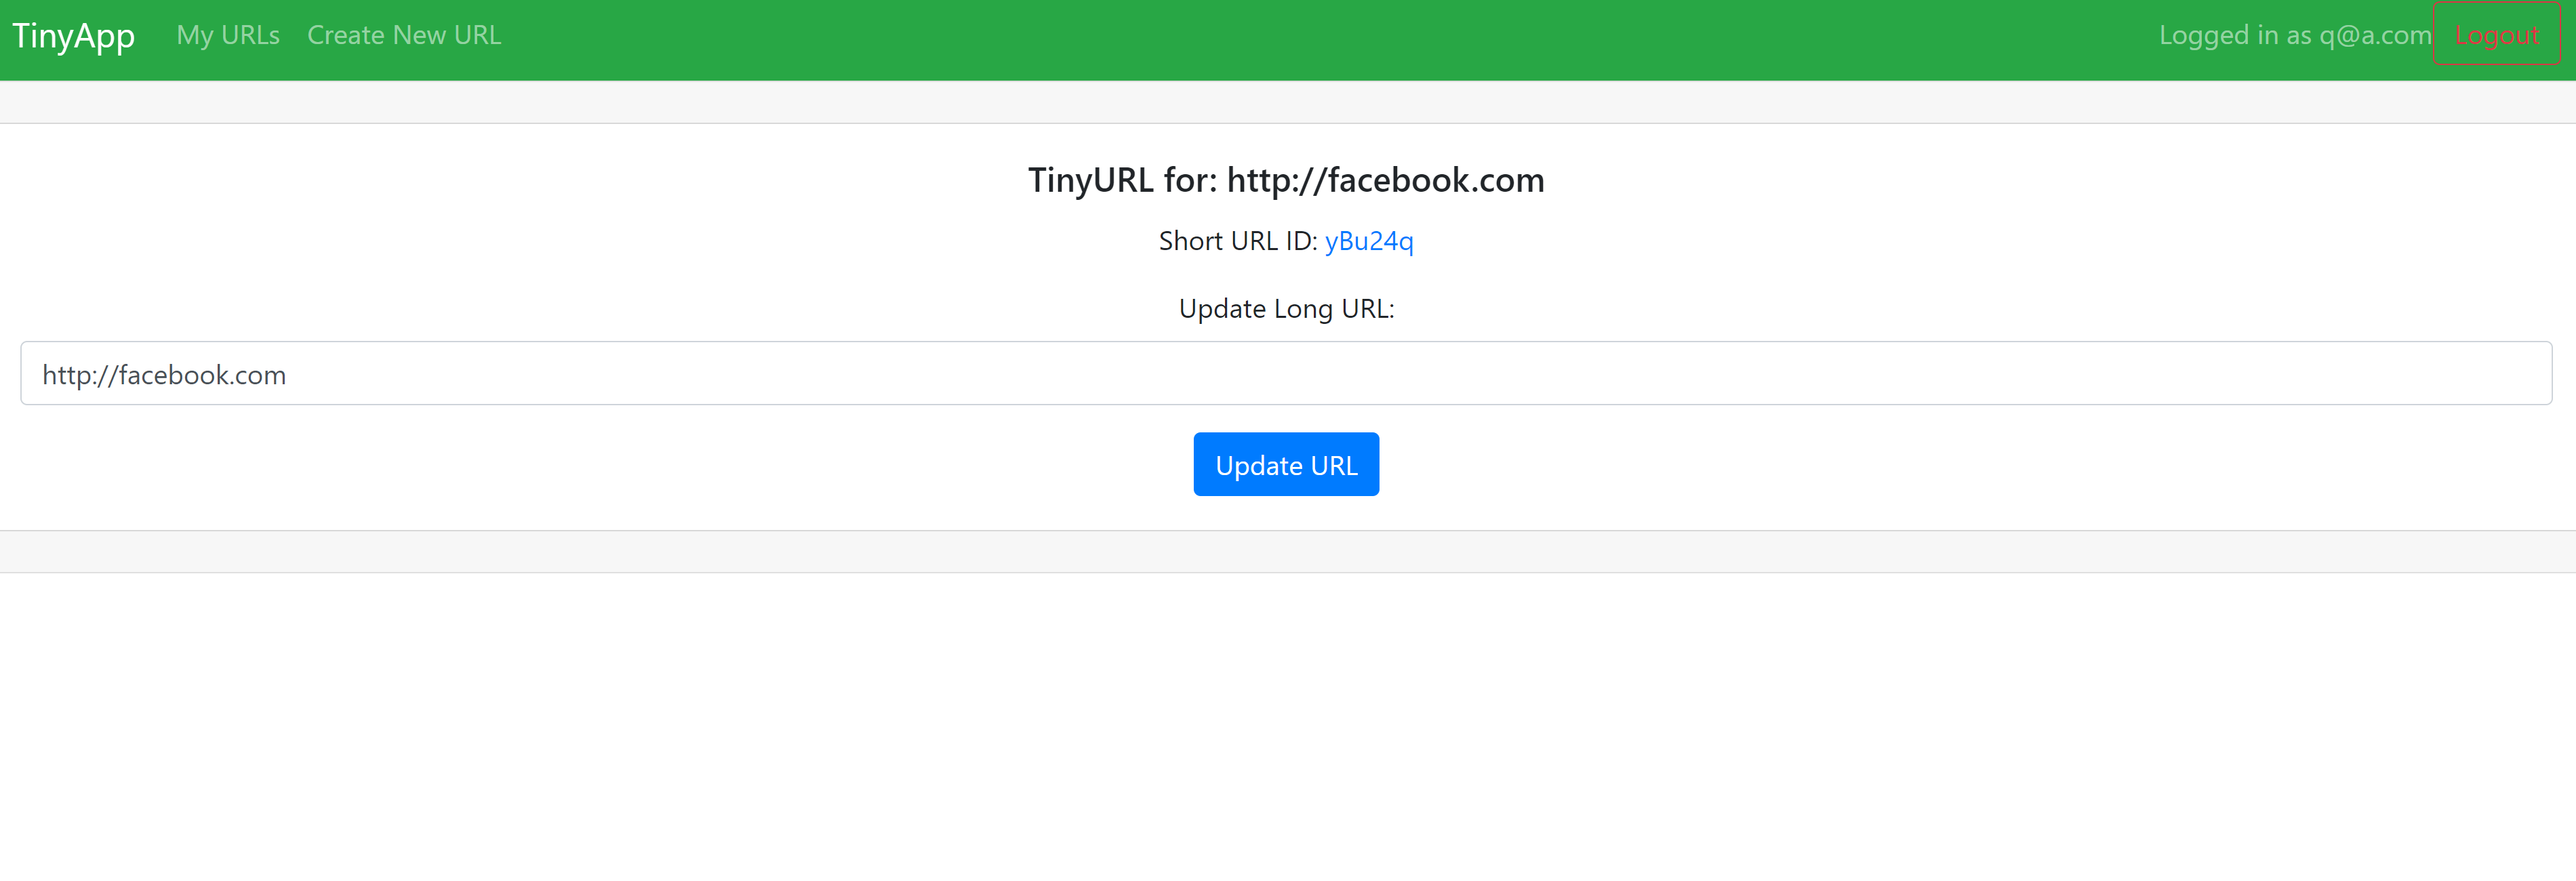 TinyApp My URLs Create New URL Logged in as q@a.com Logout
TinyURL for: http://facebook.com
Short URL ID: yBu24q
Update Long URL:
http://facebook.com
Update URL